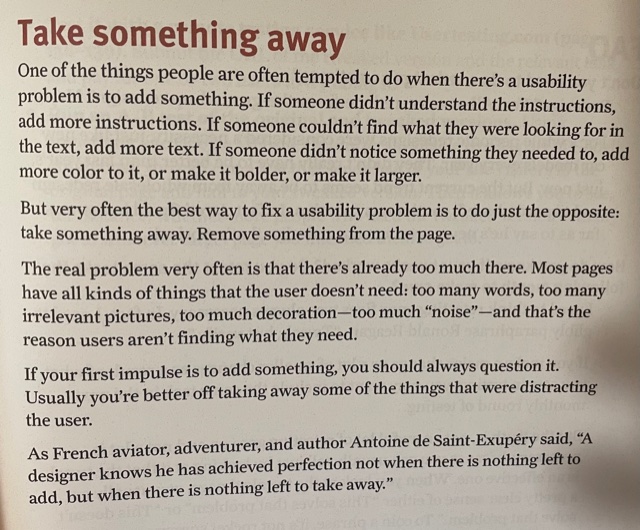 Take something away
One of the things people are often tempted to do when there's a usability
problem is to add something. If someone didn't understand the instructions,
add more instructions. If someone couldn't find what they were looking for in
the text, add more text. If someone didn't notice something they needed to, add
more color to it, or make it bolder, or make it larger.
But very often the best way to fix a usability problem is to do just the opposite:
take something away. Remove something from the page.
The real problem very often is that there's already too much there. Most pages
have all kinds of things that the user doesn't need: too many words, too many
irrelevant pictures, too much decoration—too much “noise”—and that's the
reason users aren't finding what they need.
If your first impulse is to add something, you should always question it.
Usually you're better off taking away some of the things that were distracting
the user.
As French aviator, adventurer, and author Antoine de Saint-Exupéry said, “A
designer knows he has achieved perfection not when there is nothing left to
add, but when there is nothing left to take away.”